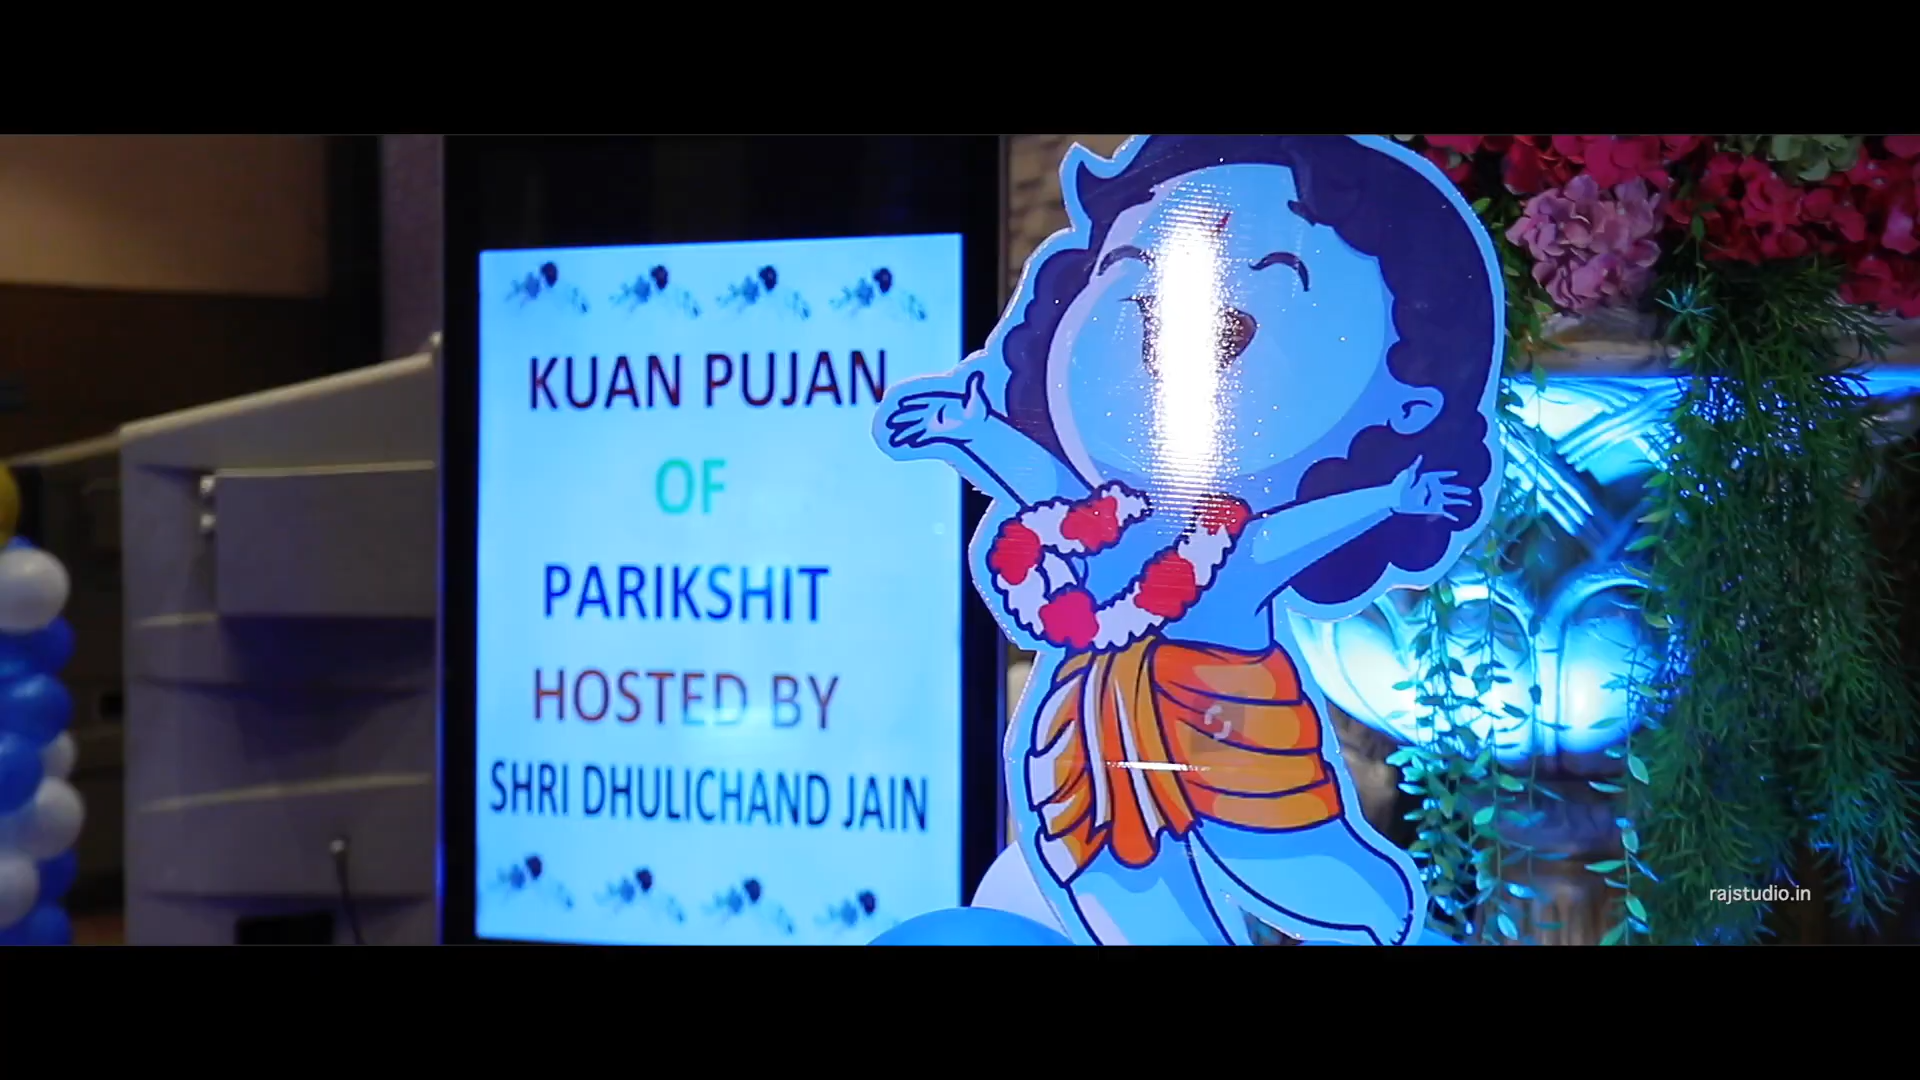 KUAN PUJAN
OF
PARIKSHIT
HOSTED BY
SHRI DHULICHAND JAIN
rajstudio.in